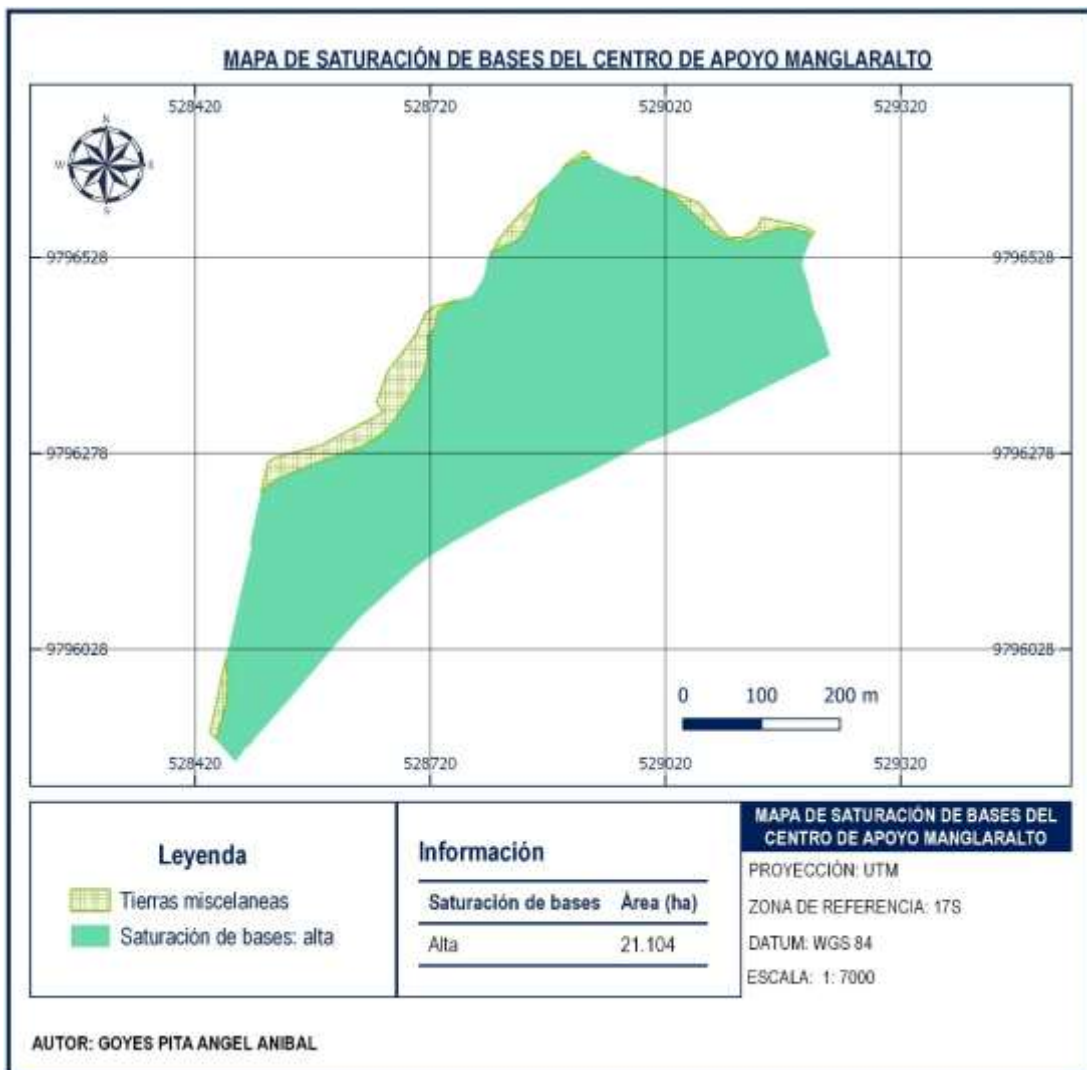 MAPA DE SATURACIÓN DE BASES DEL CENTRO DE APOYO MANGLARALTO
528420 528720 529020 529320
N
W E
S
9796528 9796528
9796278 9796278
9796028 9796028
0 100 200 m
528420 528720 529020 529320
Leyenda
Tierras miscelaneas
Saturación de bases: alta
Información
Saturación de bases Área (ha)
Alta 21.104
MAPA DE SATURACIÓN DE BASES DEL
CENTRO DE APOYO MANGLARALTO
PROYECCIÓN: UTM
ZONA DE REFERENCIA: 17S
DATUM: WGS 84
ESCALA: 1: 7000
AUTOR: GOYES PITA ANGEL ANIBAL